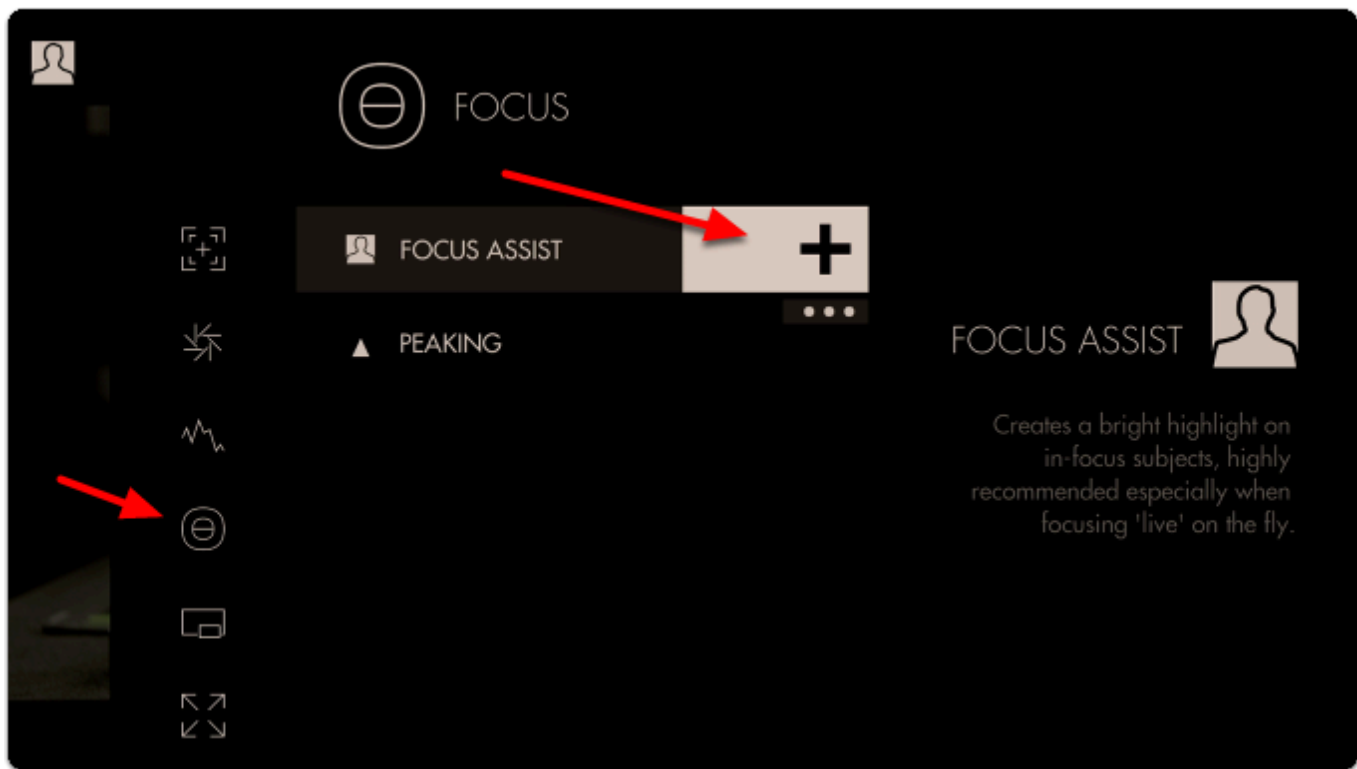 FOCUS
FOCUS ASSIST
PEAKING
FOCUS ASSIST
Creates a bright highlight on
in-focus subjects, highly
recommended especially when
focusing 'live' on the fly.